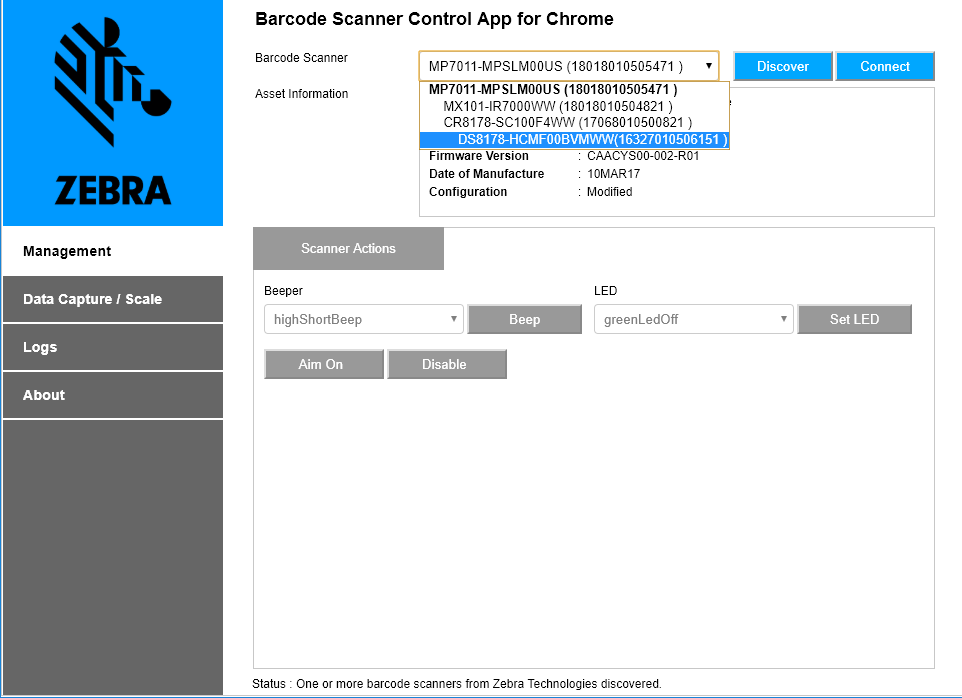 Barcode Scanner Control App for Chrome
ZEBRA
Management
Data Capture / Scale
Logs
About
Barcode Scanner
MP7011-MPSLM00US (18018010505471 )
Discover
Connect
Asset Information
MP7011-MPSLM00US (18018010505471 )
MX101-IR7000WW (18018010504821 )
CR8178-SC100F4WW (17068010500821 )
DS8178-HCMF00BVMWW(16327010506151 )
Firmware Version : CAACYS00-002-R01
Date of Manufacture : 10MAR17
Configuration : Modified
Scanner Actions
Beeper
LED
highShortBeep
Beep
greenLedOff
Set LED
Aim On
Disable
Status : One or more barcode scanners from Zebra Technologies discovered.